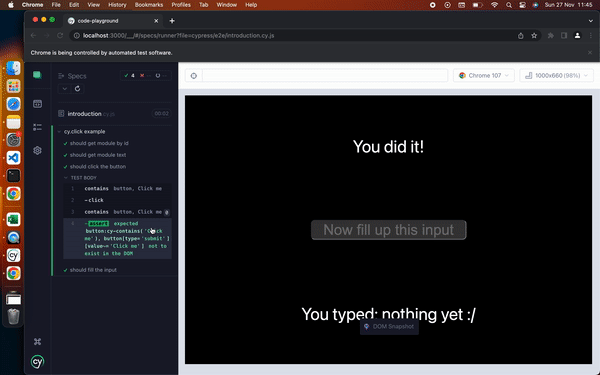 Chrome File Edit View History Bookmarks Profiles Tab Window Help
Sun 27 Nov 11:45
code-playground
localhost:3000/__/#/specs/runner?file=cypress/e2e/introduction.cy.js
Chrome is being controlled by automated test software.
Specs
4
Chrome 107
1000x660 (98%)
introduction
00:02
cy.click example
should get module by id
should get module text
should click the button
TEST BODY
1 contains button, Click me
2 -click
3 contains button, Click me 0
4 -assert expected
button:cy-contains('Click
me'), button[type='submit']
[value~='Click me'] not to
exist in the DOM
should fill the input
You did it!
Now fill up this input
You typed: nothing yet :/
DOM Snapshot
cy